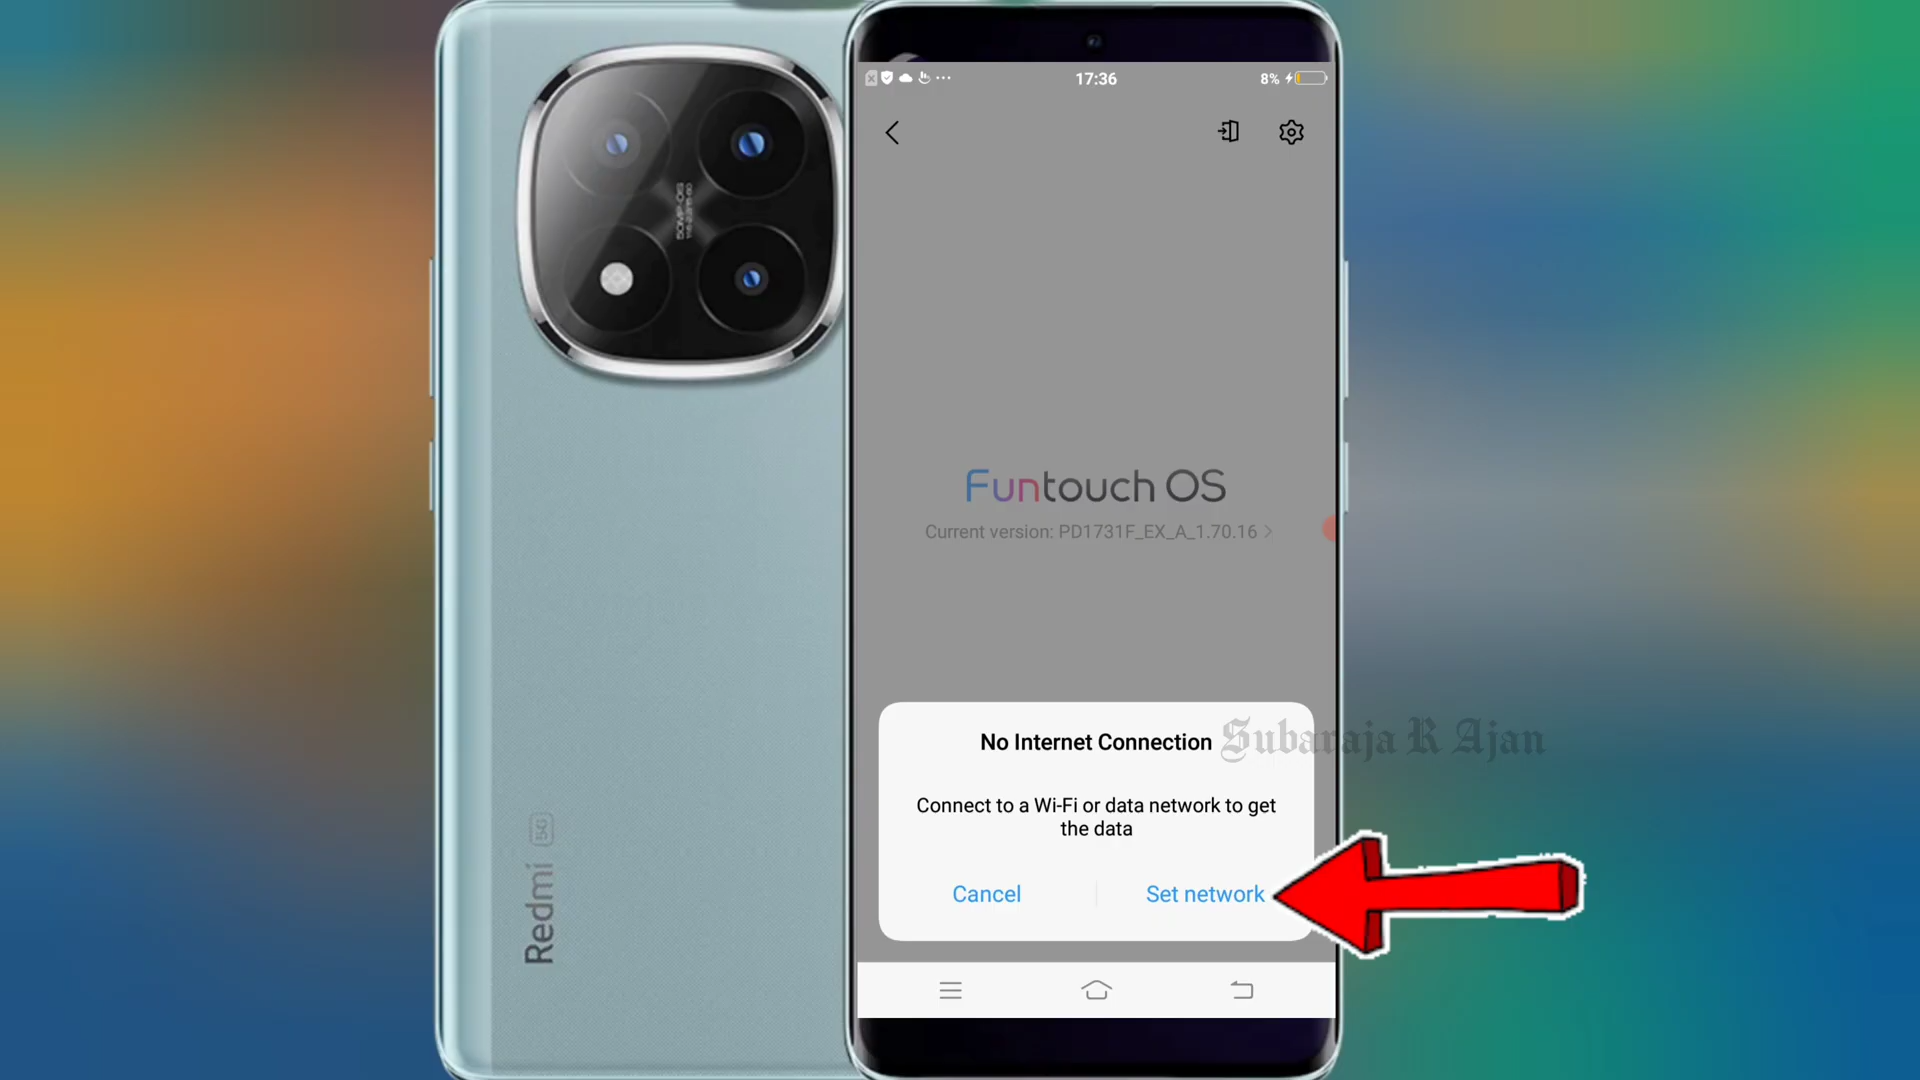 17:36
8%
Funtouch OS
Current version: PD1731F_EX_A_1.70.16
No Internet Connection
Subaraja R Ajan
Connect to a Wi-Fi or data network to get
the data
Cancel
Set network
Redmi 5G